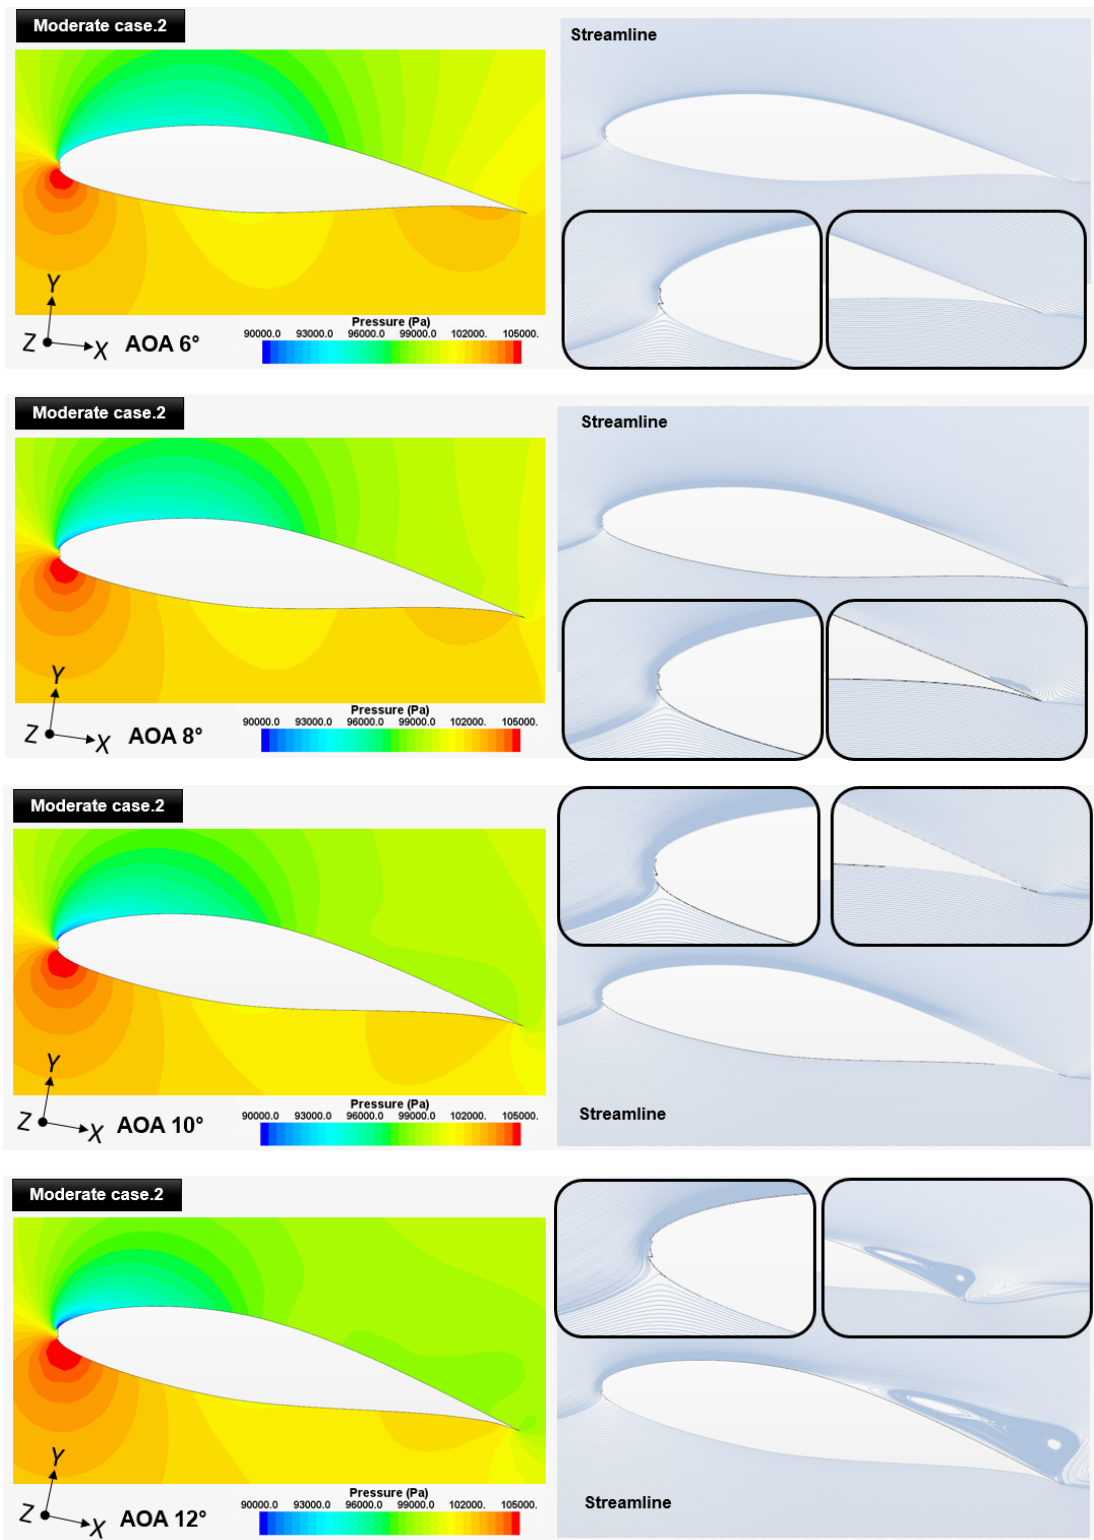 Moderate case.2
Streamline
Y
Z
X
AOA 6°
Pressure (Pa)
90000.0 93000.0 96000.0 99000.0 102000. 105000.
Moderate case.2
Streamline
Y
Z
X
AOA 8°
Pressure (Pa)
90000.0 93000.0 96000.0 99000.0 102000. 105000.
Moderate case.2
Y
Z
X
AOA 10°
Pressure (Pa)
90000.0 93000.0 96000.0 99000.0 102000. 105000.
Streamline
Moderate case.2
Y
Z
X
AOA 12°
Pressure (Pa)
90000.0 93000.0 96000.0 99000.0 102000. 105000.
Streamline